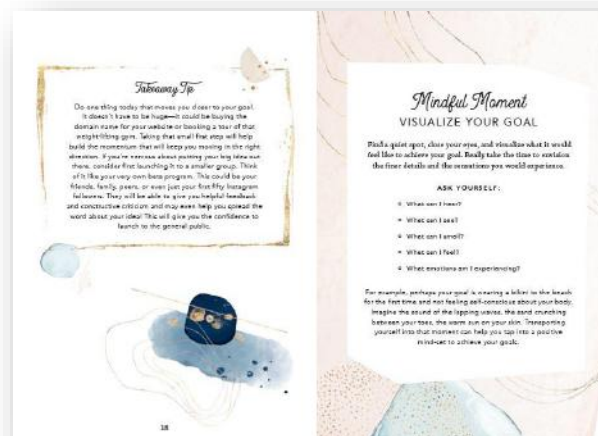 Takeaway Tip
Do one thing today that moves you closer to your goal.
It doesn't have to be huge—it could be buying the
domain name for your website or booking a tour of that
weight-lifting gym. Taking that small first step will help
build the momentum that will keep you moving in the right
direction. If you're nervous about putting your big idea out
there, consider first launching it to a smaller group. Think
of it like your very own beta program. This could be your
friends, family, peers, or even just your first fifty Instagram
followers. They will be able to give you helpful feedback
and constructive criticism and may even help you spread the
word about your idea! This will give you the confidence to
launch to the general public.
18
Mindful Moment
VISUALIZE YOUR GOAL
Find a quiet spot, close your eyes, and visualize what it would
feel like to achieve your goal. Really take the time to envision
the finer details and the sensations you would experience.
ASK YOURSELF:
What can I hear?
What can I see?
What can I smell?
What can I feel?
What emotions am I experiencing?
For example, perhaps your goal is wearing a bikini to the beach
for the first time and not feeling self-conscious about your body.
Imagine the sound of the lapping waves, the sand crunching
between your toes, the warm sun on your skin. Transporting
yourself into that moment can help you tap into a positive
mind-set to achieve your goals.